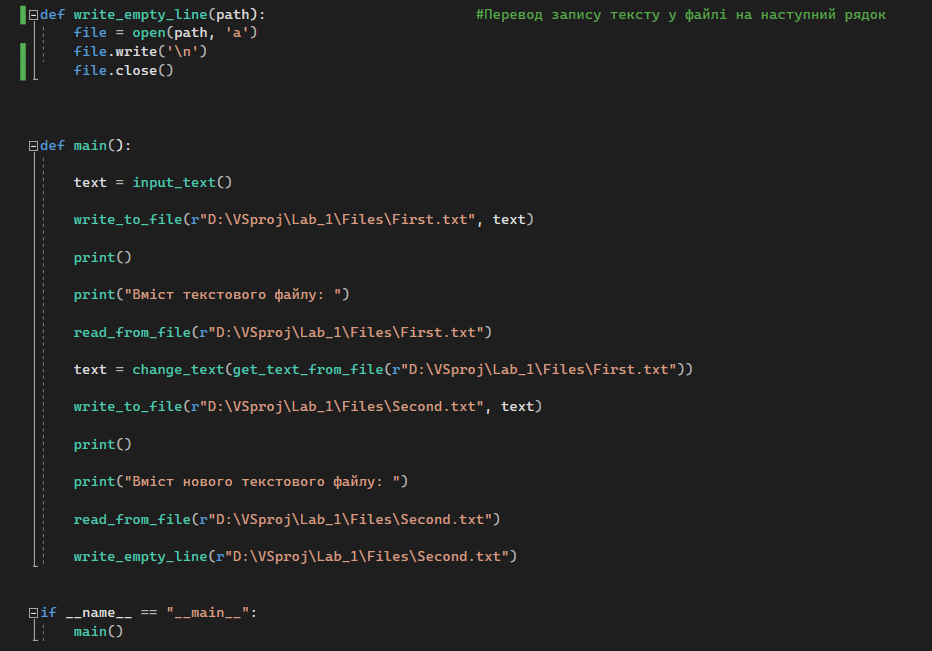 def write_empty_line(path): #Перевод запису тексту у файлі на наступний рядок
file = open(path, 'a')
file.write('\n')
file.close()
def main():
text = input_text()
write_to_file(r"D:\VSproj\Lab_1\Files\First.txt", text)
print()
print("Вміст текстового файлу: ")
read_from_file(r"D:\VSproj\Lab_1\Files\First.txt")
text = change_text(get_text_from_file(r"D:\VSproj\Lab_1\Files\First.txt"))
write_to_file(r"D:\VSproj\Lab_1\Files\Second.txt", text)
print()
print("Вміст нового текстового файлу: ")
read_from_file(r"D:\VSproj\Lab_1\Files\Second.txt")
write_empty_line(r"D:\VSproj\Lab_1\Files\Second.txt")
if __name__ == "__main__":
main()